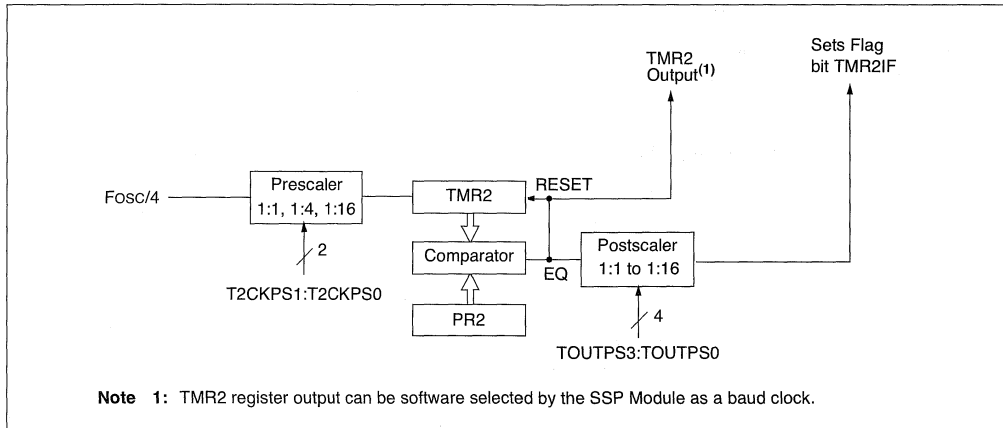 Sets Flag
bit TMR2IF
TMR2
Output(1)
Prescaler
1:1, 1:4, 1:16
FOSC/4
TMR2
RESET
2
Comparator
EQ
Postscaler
1:1 to 1:16
T2CKPS1:T2CKPS0
PR2
4
TOUTPS3:TOUTPS0
Note 1: TMR2 register output can be software selected by the SSP Module as a baud clock.